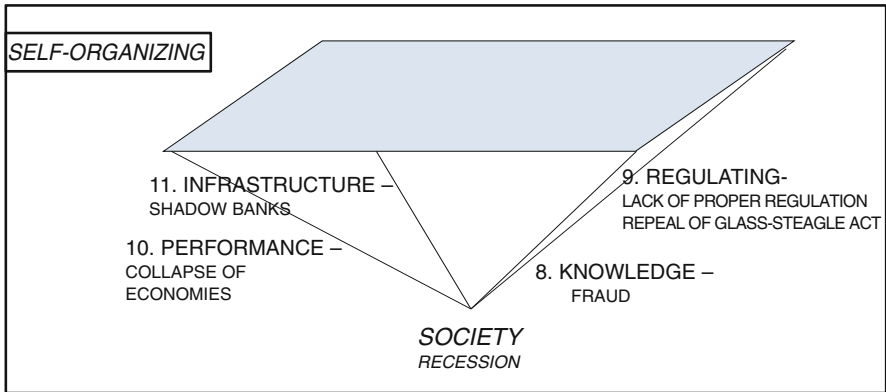 SELF-ORGANIZING
11. INFRASTRUCTURE –
SHADOW BANKS
9. REGULATING-
LACK OF PROPER REGULATION
REPEAL OF GLASS-STEAGLE ACT
10. PERFORMANCE –
COLLAPSE OF
ECONOMIES
8. KNOWLEDGE –
FRAUD
SOCIETY
RECESSION